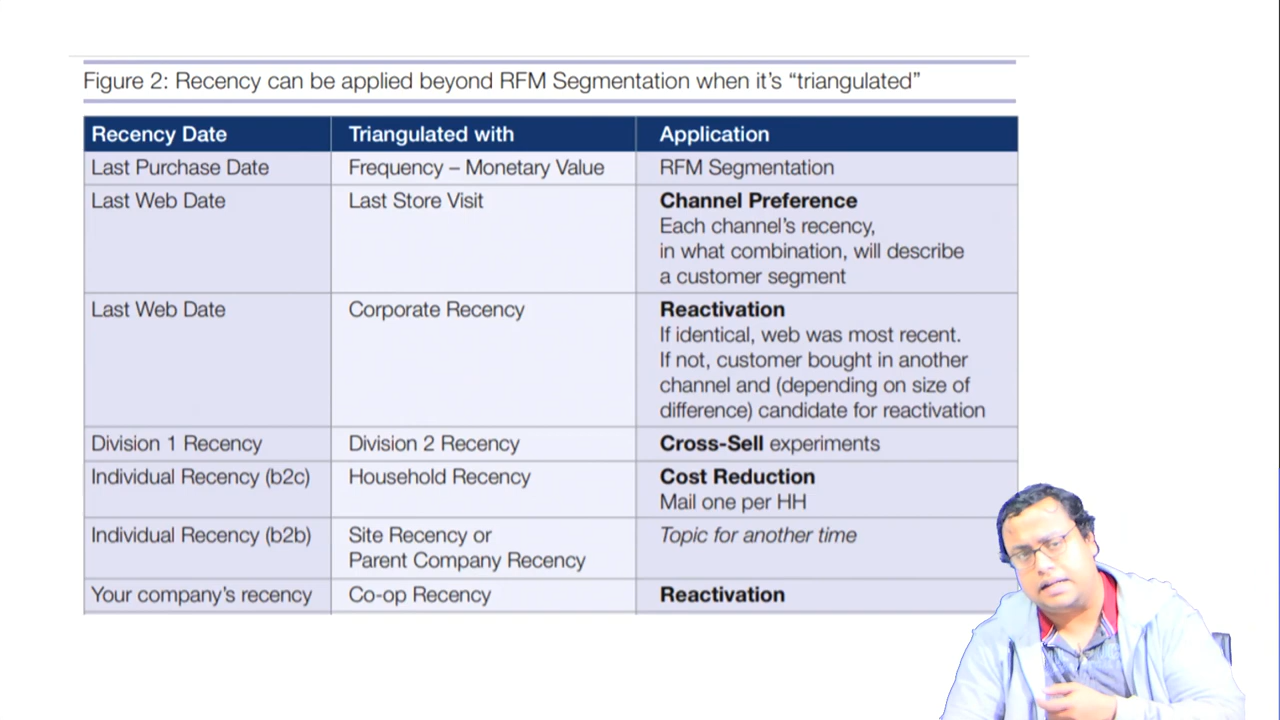 Figure 2: Recency can be applied beyond RFM Segmentation when it's “triangulated”
Recency Date Triangulated with Application
Last Purchase Date Frequency – Monetary Value RFM Segmentation
Last Web Date Last Store Visit Channel Preference
Each channel's recency,
in what combination, will describe
a customer segment
Last Web Date Corporate Recency Reactivation
If identical, web was most recent.
If not, customer bought in another
channel and (depending on size of
difference) candidate for reactivation
Division 1 Recency Division 2 Recency Cross-Sell experiments
Individual Recency (b2c) Household Recency Cost Reduction
Mail one per HH
Individual Recency (b2b) Site Recency or Topic for another time
Parent Company Recency
Your company's recency Co-op Recency Reactivation